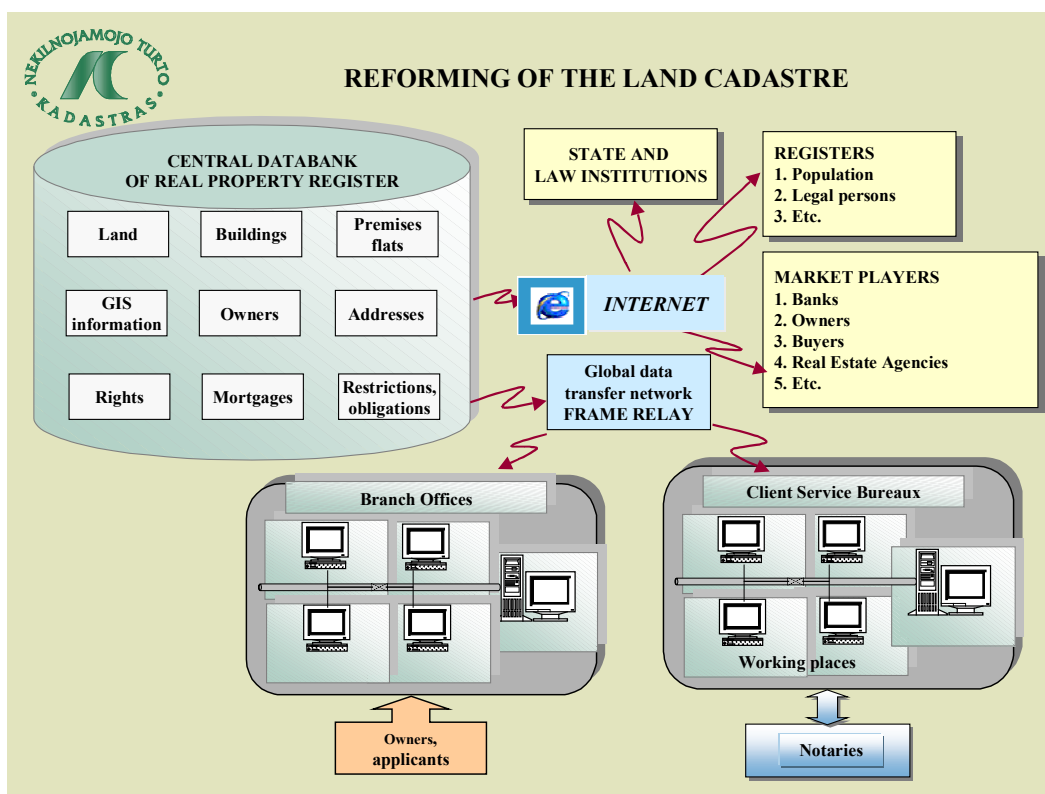 NEKILNOJAMOJO TURTO
• KADASTRAS •
REFORMING OF THE LAND CADASTRE
CENTRAL DATABANK
OF REAL PROPERTY REGISTER
Land
Buildings
Premises
flats
GIS
information
Owners
Addresses
Rights
Mortgages
Restrictions,
obligations
STATE AND
LAW INSTITUTIONS
REGISTERS
1. Population
2. Legal persons
3. Etc.
INTERNET
MARKET PLAYERS
1. Banks
2. Owners
3. Buyers
4. Real Estate Agencies
5. Etc.
Global data
transfer network
FRAME RELAY
Branch Offices
Client Service Bureaux
Working places
Owners,
applicants
Notaries